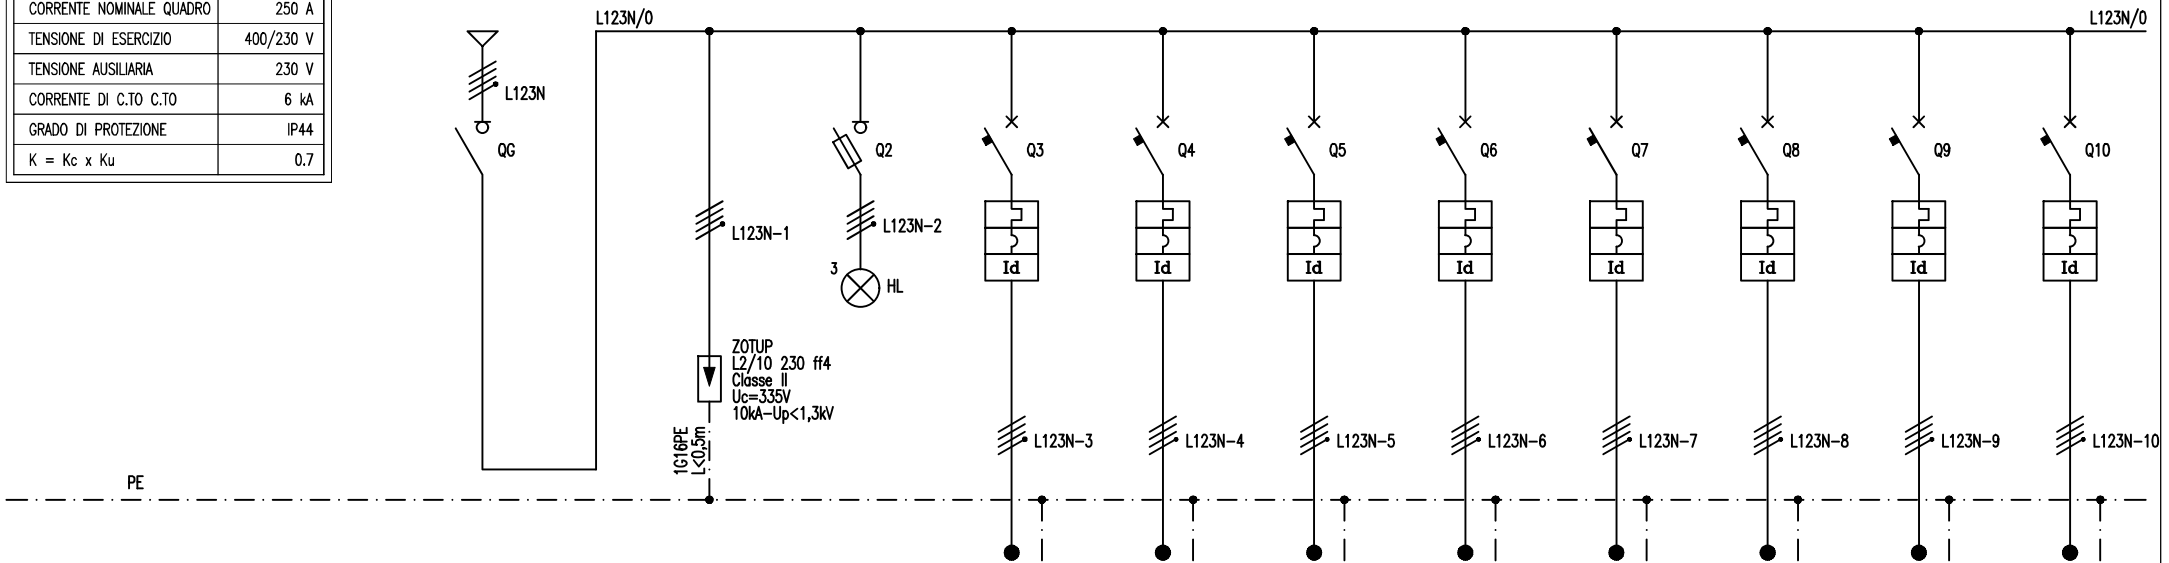 CORRENTE NOMINALE QUADRO 250 A
TENSIONE DI ESERCIZIO 400/230 V
TENSIONE AUSILIARIA 230 V
CORRENTE DI C.TO C.TO 6 kA
GRADO DI PROTEZIONE IP44
K = Kc x Ku 0.7
L123N/0
L123N/0
L123N
QG
Q2
Q3
Q4
Q5
Q6
Q7
Q8
Q9
Q10
L123N-1
L123N-2
3
HL
Id
Id
Id
Id
Id
Id
Id
Id
ZOTUP
L2/10 230 ff4
Classe II
Uc=335V
10kA-Up<1,3kV
1G16PE
L<0,5m
L123N-3
L123N-4
L123N-5
L123N-6
L123N-7
L123N-8
L123N-9
L123N-10
PE